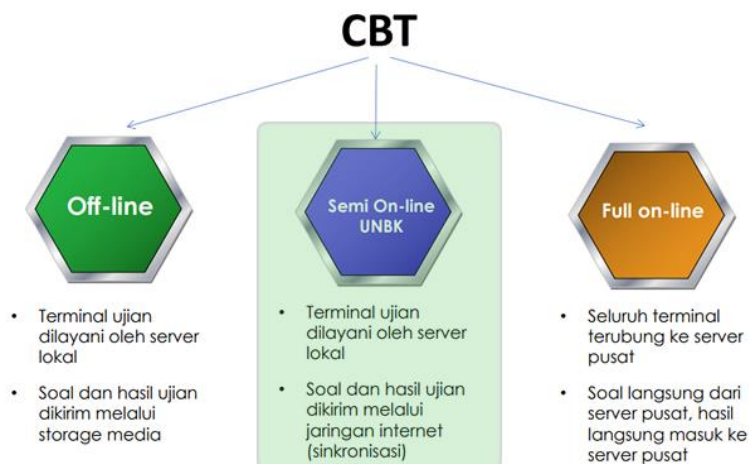 CBT
Off-line
• Terminal ujian
dilayani oleh server
lokal
• Soal dan hasil ujian
dikirim melalui
storage media
Semi On-line
UNBK
• Terminal ujian
dilayani oleh server
lokal
• Soal dan hasil ujian
dikirim melalui
jaringan internet
(sinkronisasi)
Full on-line
• Seluruh terminal
terubung ke server
pusat
• Soal langsung dari
server pusat, hasil
langsung masuk ke
server pusat